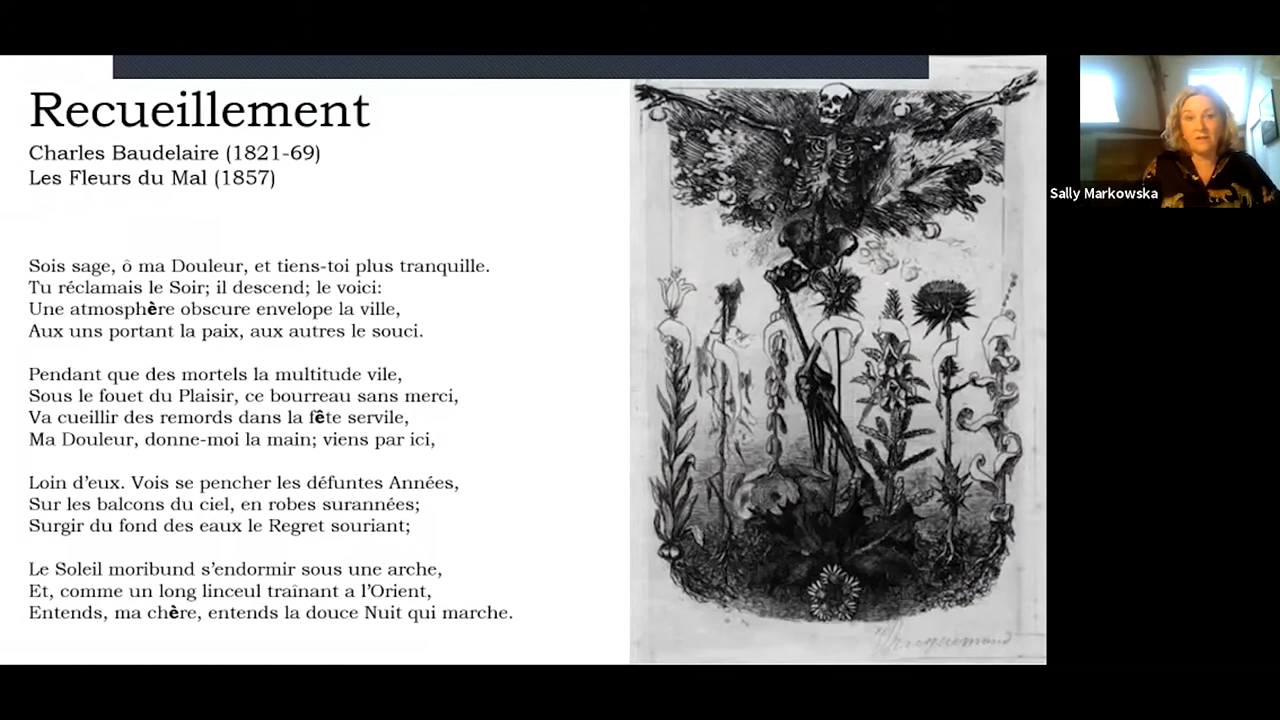 Recueillement
Charles Baudelaire (1821-69)
Les Fleurs du Mal (1857)
Sois sage, ô ma Douleur, et tiens-toi plus tranquille.
Tu réclamais le Soir; il descend; le voici:
Une atmosphère obscure envelope la ville,
Aux uns portant la paix, aux autres le souci.
Pendant que des mortels la multitude vile,
Sous le fouet du Plaisir, ce bourreau sans merci,
Va cueillir des remords dans la fête servile,
Ma Douleur, donne-moi la main; viens par ici,
Loin d'eux. Vois se pencher les défuntes Années,
Sur les balcons du ciel, en robes surannées;
Surgir du fond des eaux le Regret souriant;
Le Soleil moribund s'endormir sous une arche,
Et, comme un long linceul traînant a l'Orient,
Entends, ma chère, entends la douce Nuit qui marche.
Sally Markowska